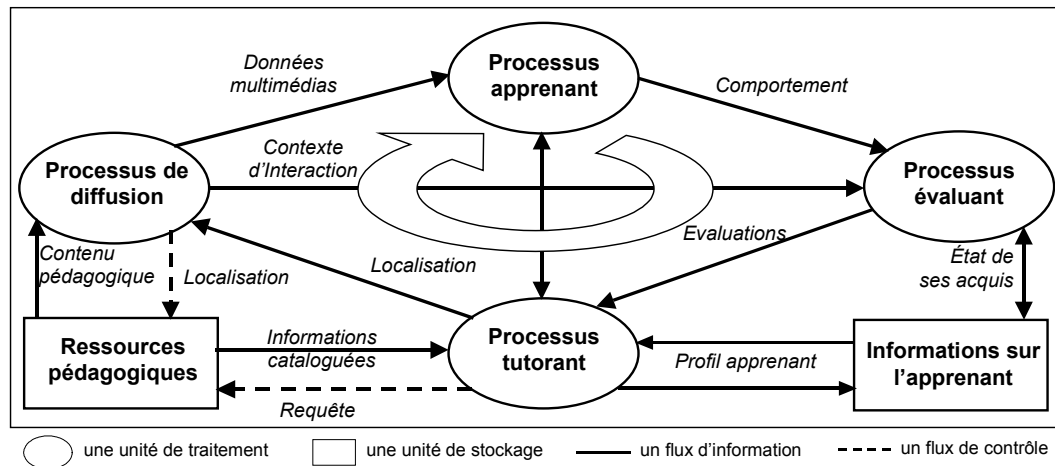 Données
multimédias
Processus
apprenant
Comportement
Processus de
diffusion
Contexte
d'Interaction
Processus
évaluant
Contenu
pédagogique
Localisation
Localisation
Evaluations
État de
ses acquis
Ressources
pédagogiques
Informations
cataloguées
Requête
Processus
tutorant
Profil apprenant
Informations sur
l'apprenant
une unité de traitement
une unité de stockage
un flux d'information
un flux de contrôle